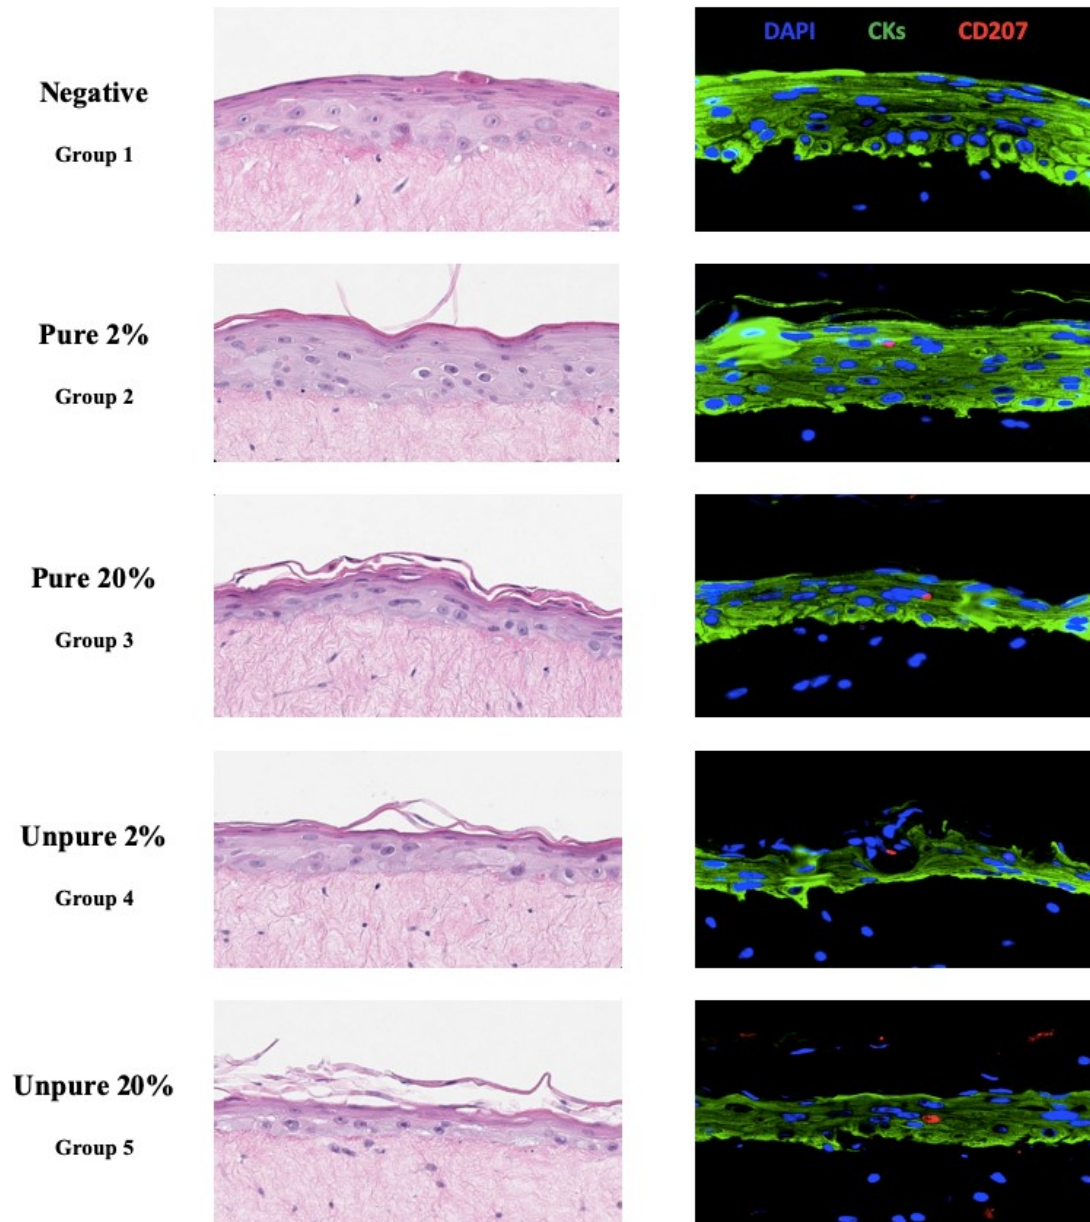 DAPI CKs CD207
Negative
Group 1
Pure 2%
Group 2
Pure 20%
Group 3
Unpure 2%
Group 4
Unpure 20%
Group 5